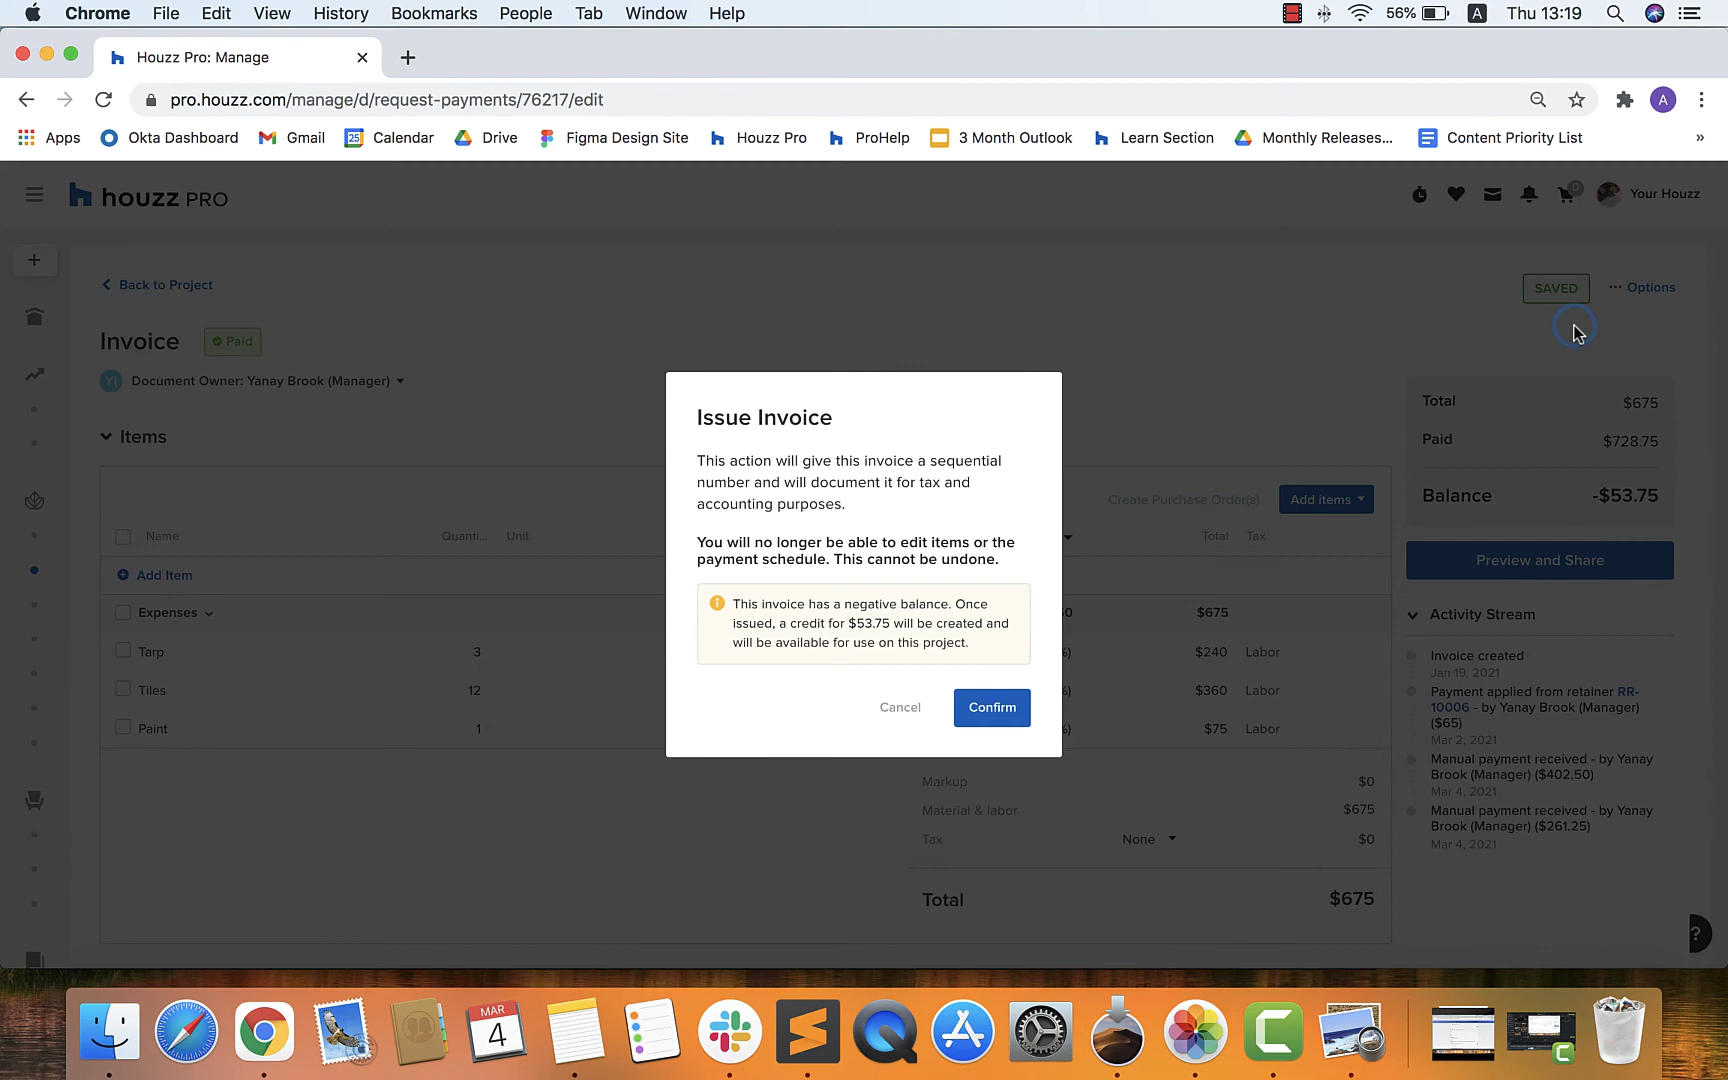 Chrome File Edit View History Bookmarks People Tab Window Help 56% A Thu 13:19
Houzz Pro: Manage
pro.houzz.com/manage/d/request-payments/76217/edit A
Apps Okta Dashboard Gmail 25 Calendar Drive Figma Design Site Houzz Pro ProHelp 3 Month Outlook Learn Section Monthly Releases... Content Priority List »
houzz PRO 0 Your Houzz
Back to Project
SAVED ··· Options
Invoice Paid
Document Owner: Yanay Brook (Manager)
Items
Create Purchase Order(s) Add items
Name Quanti... Unit Total Tax
Add Item
Expenses $675
Tarp 3 $240 Labor
Tiles 12 $360 Labor
Paint 1 $75 Labor
Markup $0
Material & labor $675
Tax None $0
Total $675
Issue Invoice
This action will give this invoice a sequential
number and will document it for tax and
accounting purposes.
You will no longer be able to edit items or the
payment schedule. This cannot be undone.
This invoice has a negative balance. Once
issued, a credit for $53.75 will be created and
will be available for use on this project.
Cancel Confirm
Total $675
Paid $728.75
Balance -$53.75
Preview and Share
Activity Stream
Invoice created
Jan 19, 2021
Payment applied from retainer RR-
10006 - by Yanay Brook (Manager)
($65)
Mar 2, 2021
Manual payment received - by Yanay
Brook (Manager) ($402.50)
Mar 4, 2021
Manual payment received - by Yanay
Brook (Manager) ($261.25)
Mar 4, 2021
?
MAR
4